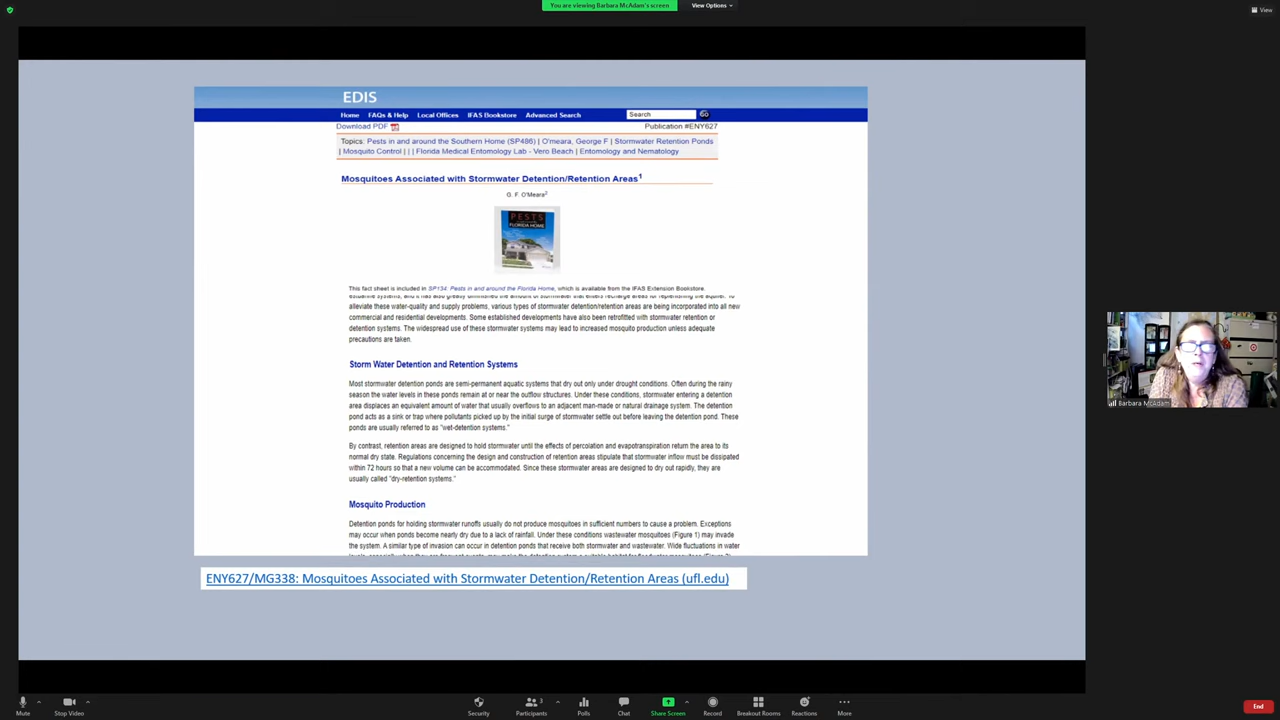 You are viewing Barbara McAdam's screen
View Options
View
EDIS
Home FAQs & Help Local Offices IFAS Bookstore Advanced Search
Search GO
Download PDF
Publication #ENY627
Topics: Pests in and around the Southern Home (SP486) | O'meara, George F | Stormwater Retention Ponds
| Mosquito Control | | | Florida Medical Entomology Lab - Vero Beach | Entomology and Nematology
Mosquitoes Associated with Stormwater Detention/Retention Areas1
G. F. O'Meara2
PESTS
FLORIDA HOME
This fact sheet is included in SP134: Pests in and around the Florida Home, which is available from the IFAS Extension Bookstore.
alleviate these water-quality and supply problems, various types of stormwater detention/retention areas are being incorporated into all new
commercial and residential developments. Some established developments have also been retrofitted with stormwater retention or
detention systems. The widespread use of these stormwater systems may lead to increased mosquito production unless adequate
precautions are taken.
Storm Water Detention and Retention Systems
Most stormwater detention ponds are semi-permanent aquatic systems that dry out only under drought conditions. Often during the rainy
season the water levels in these ponds remain at or near the outflow structures. Under these conditions, stormwater entering a detention
area displaces an equivalent amount of water that usually overflows to an adjacent man-made or natural drainage system. The detention
pond acts as a sink or trap where pollutants picked up by the initial surge of stormwater settle out before leaving the detention pond. These
ponds are usually referred to as "wet-detention systems."
By contrast, retention areas are designed to hold stormwater until the effects of percolation and evapotranspiration return the area to its
normal dry state. Regulations concerning the design and construction of retention areas stipulate that stormwater inflow must be dissipated
within 72 hours so that a new volume can be accommodated. Since these stormwater areas are designed to dry out rapidly, they are
usually called "dry-retention systems."
Mosquito Production
Detention ponds for holding stormwater runoffs usually do not produce mosquitoes in sufficient numbers to cause a problem. Exceptions
may occur when ponds become nearly dry due to a lack of rainfall. Under these conditions wastewater mosquitoes (Figure 1) may invade
the system. A similar type of invasion can occur in detention ponds that receive both stormwater and wastewater. Wide fluctuations in water
ENY627/MG338: Mosquitoes Associated with Stormwater Detention/Retention Areas (ufl.edu)
Barbara McAdam
Mute
Stop Video
Security
Participants 3
Polls
Chat
Share Screen
Record
Breakout Rooms
Reactions
More
End